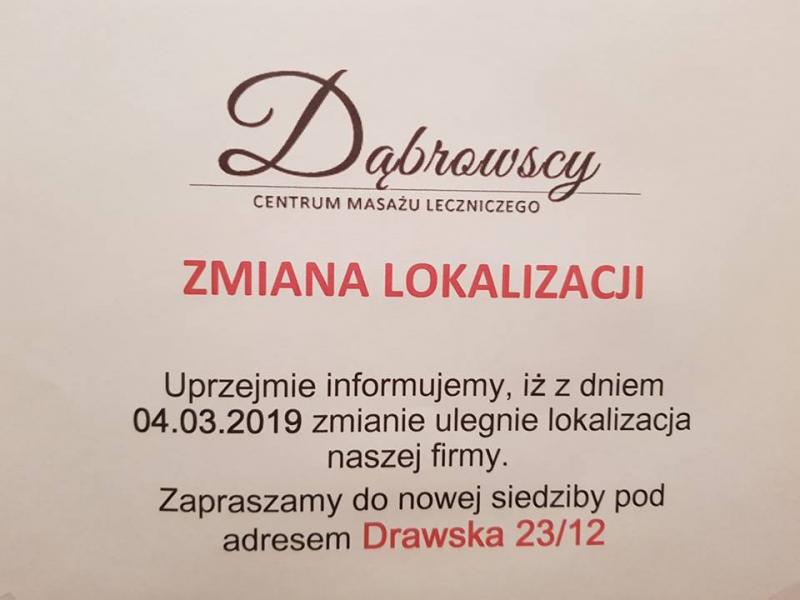 Dąbrowscy
CENTRUM MASAŻU LECZNICZEGO
ZMIANA LOKALIZACJI
Uprzejmie informujemy, iż z dniem
04.03.2019 zmianie ulegnie lokalizacja
naszej firmy.
Zapraszamy do nowej siedziby pod
adresem Drawska 23/12